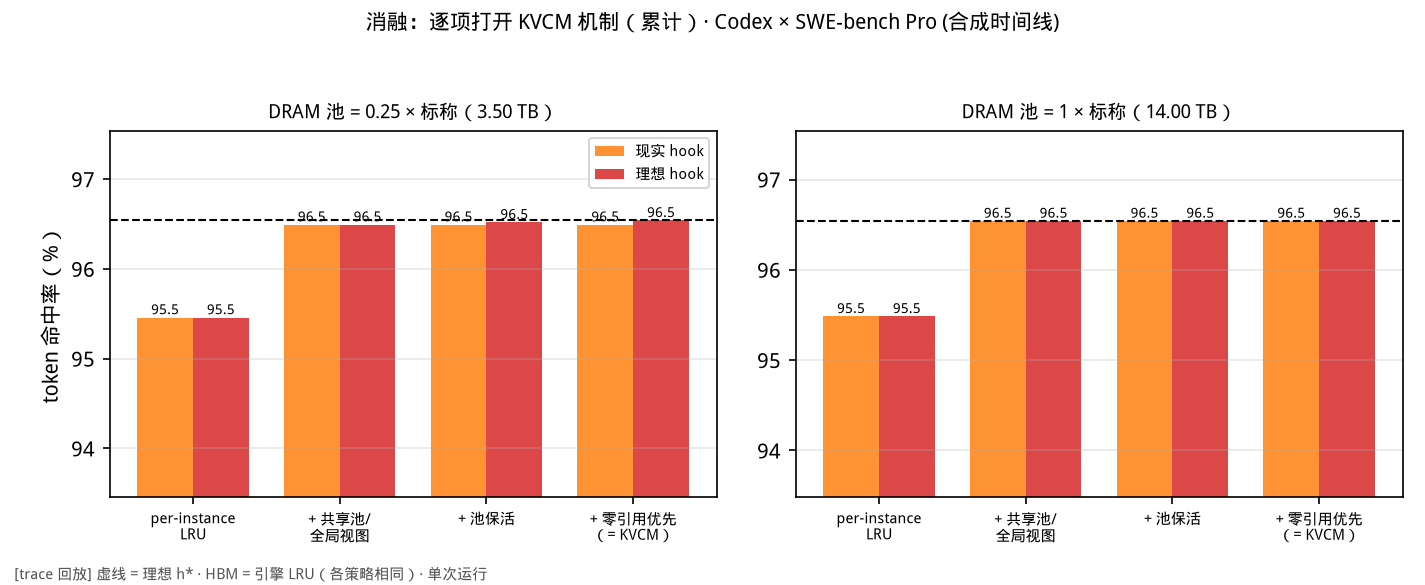 消融：逐项打开 KVCM 机制（累计）· Codex × SWE-bench Pro (合成时间线)
DRAM 池 = 0.25 × 标称（3.50 TB）
token 命中率（%）
97
96
95
94
现实 hook
理想 hook
95.5
95.5
96.5
96.5
96.5
96.5
96.5
96.5
per-instance
LRU
+ 共享池/
全局视图
+ 池保活
+ 零引用优先
（= KVCM）
DRAM 池 = 1 × 标称（14.00 TB）
97
96
95
94
95.5
95.5
96.5
96.5
96.5
96.5
96.5
96.5
per-instance
LRU
+ 共享池/
全局视图
+ 池保活
+ 零引用优先
（= KVCM）
[trace 回放] 虚线 = 理想 h* · HBM = 引擎 LRU（各策略相同）· 单次运行